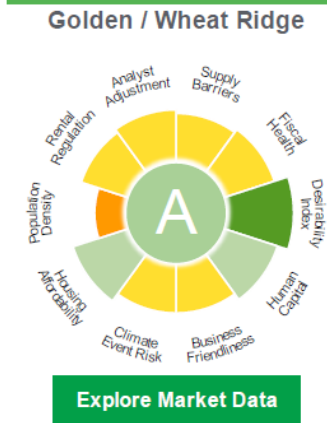 Golden / Wheat Ridge
Analyst
Adjustment
Supply
Barriers
Fiscal
Health
Desirability
Index
Human
Capital
Business
Friendliness
Climate
Event Risk
Housing
Affordability
Population
Density
Rental
Regulation
A
Explore Market Data